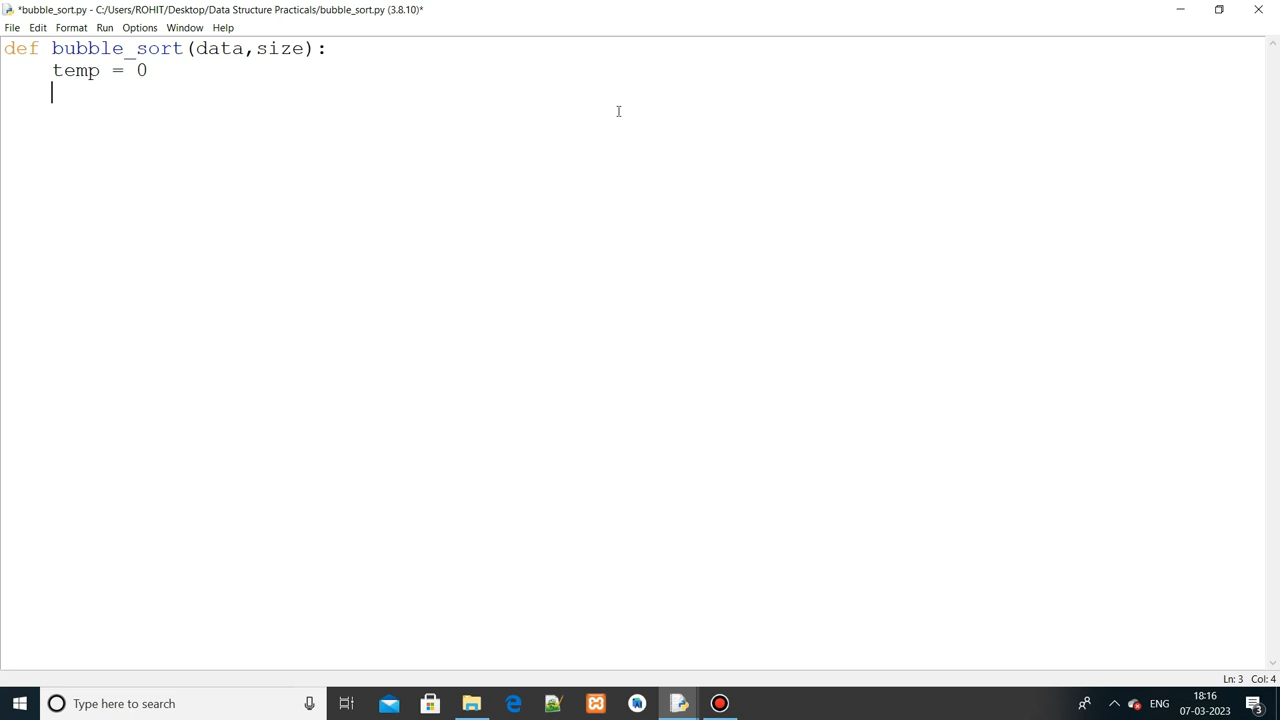 *bubble_sort.py - C:/Users/ROHIT/Desktop/Data Structure Practicals/bubble_sort.py (3.8.10)*
File Edit Format Run Options Window Help
def bubble_sort(data,size):
temp = 0
Ln: 3 Col: 4
Type here to search
ENG
18:16
07-03-2023
3